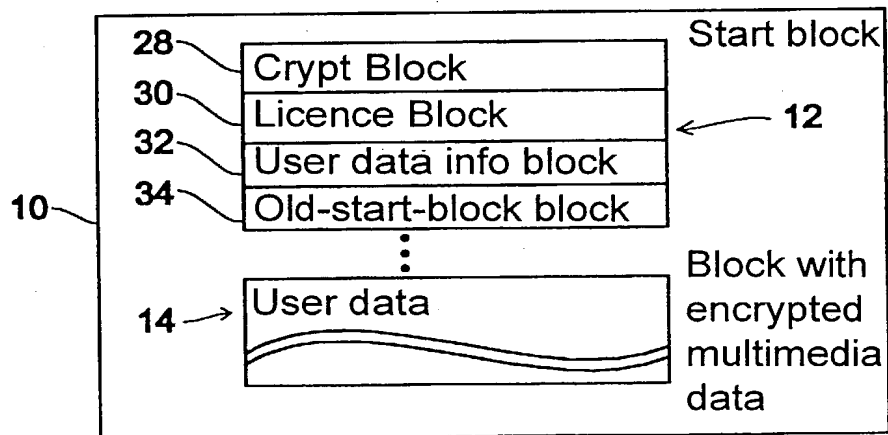 Start block
28
Crypt Block
30
Licence Block
12
32
User data info block
10
34
Old-start-block block
14
User data
Block with
encrypted
multimedia
data